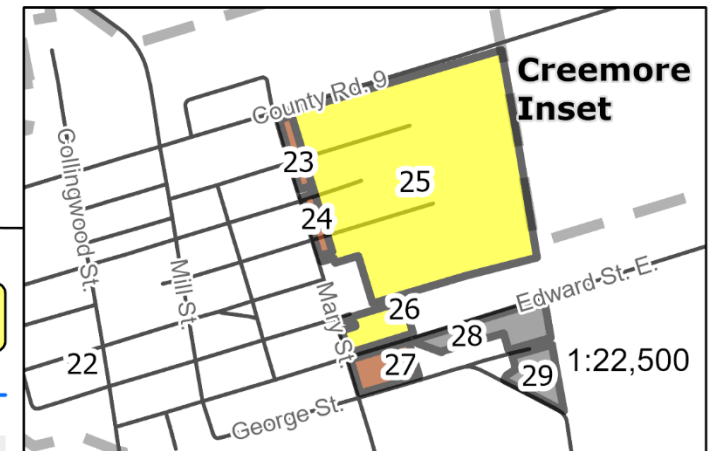 Creemore
Inset
County Rd. 9
23
25
24
Collingwood St.
Mill St.
Mary St.
26
Edward St. E.
28
22
27
29
1:22,500
George St.